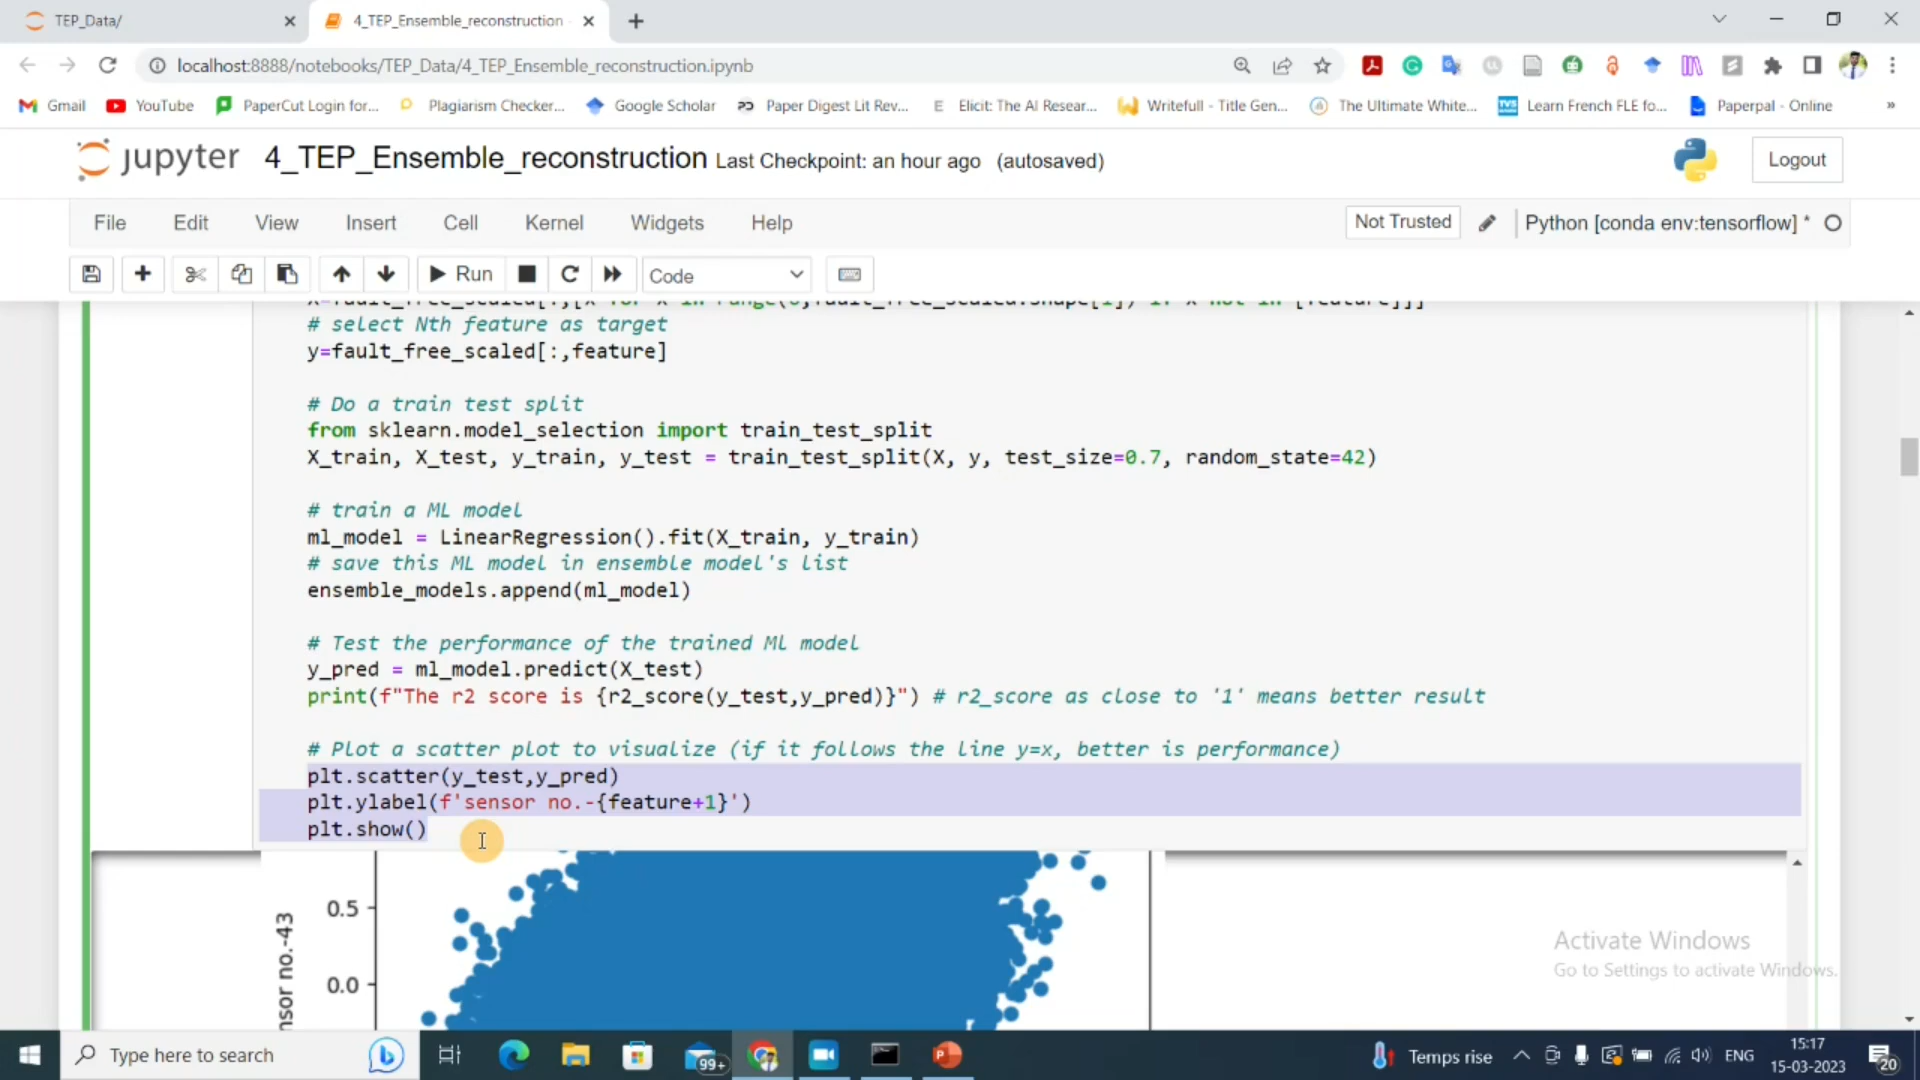 TEP_Data/
4_TEP_Ensemble_reconstruction
localhost:8888/notebooks/TEP_Data/4_TEP_Ensemble_reconstruction.ipynb
Gmail YouTube PaperCut Login for... Plagiarism Checker... Google Scholar Paper Digest Lit Rev... Elicit: The AI Resear... Writefull - Title Gen... The Ultimate White... Learn French FLE fo... Paperpal - Online »
jupyter 4_TEP_Ensemble_reconstruction Last Checkpoint: an hour ago (autosaved)
Logout
File Edit View Insert Cell Kernel Widgets Help
Not Trusted
Python [conda env:tensorflow] *
Run
Code
# select Nth feature as target
y=fault_free_scaled[:,feature]
# Do a train test split
from sklearn.model_selection import train_test_split
X_train, X_test, y_train, y_test = train_test_split(X, y, test_size=0.7, random_state=42)
# train a ML model
ml_model = LinearRegression().fit(X_train, y_train)
# save this ML model in ensemble model's list
ensemble_models.append(ml_model)
# Test the performance of the trained Ml model
y_pred = ml_model.predict(X_test)
print(f"The r2 score is {r2_score(y_test,y_pred)}") # r2_score as close to '1' means better result
# Plot a scatter plot to visualize (if it follows the line y=x, better is performance)
plt.scatter(y_test,y_pred)
plt.ylabel(f'sensor no.-{feature+1}')
plt.show()
0.5
0.0
nsor no.-43
Activate Windows
Go to Settings to activate Windows.
Type here to search
99+
Temps rise
ENG
15:17
15-03-2023
20